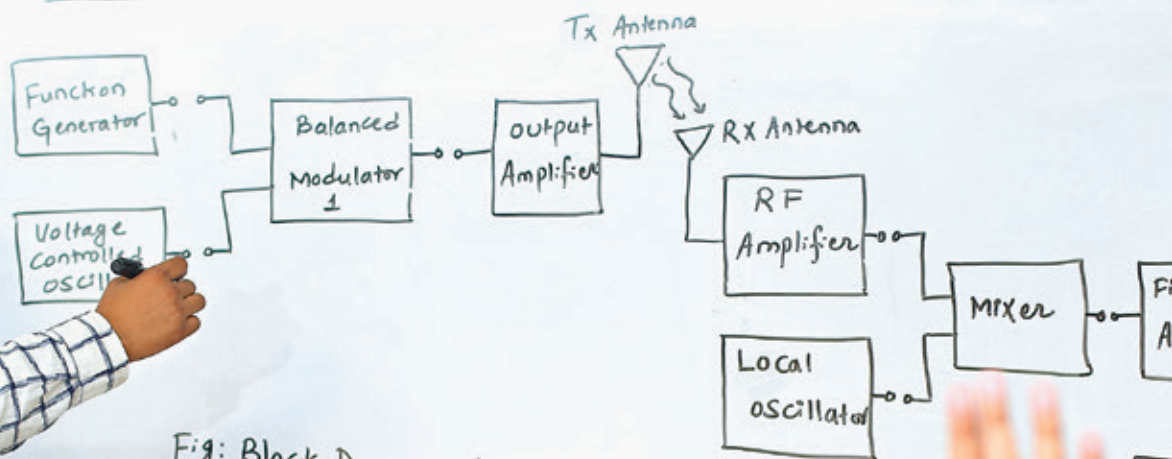 Tx Antenna
Function
Generator
Balanced
Modulator
1
output
Amplifier
Rx Antenna
Voltage
Controlled
RF
Amplifier
Mixer
Local
oscillator
Fig: Block